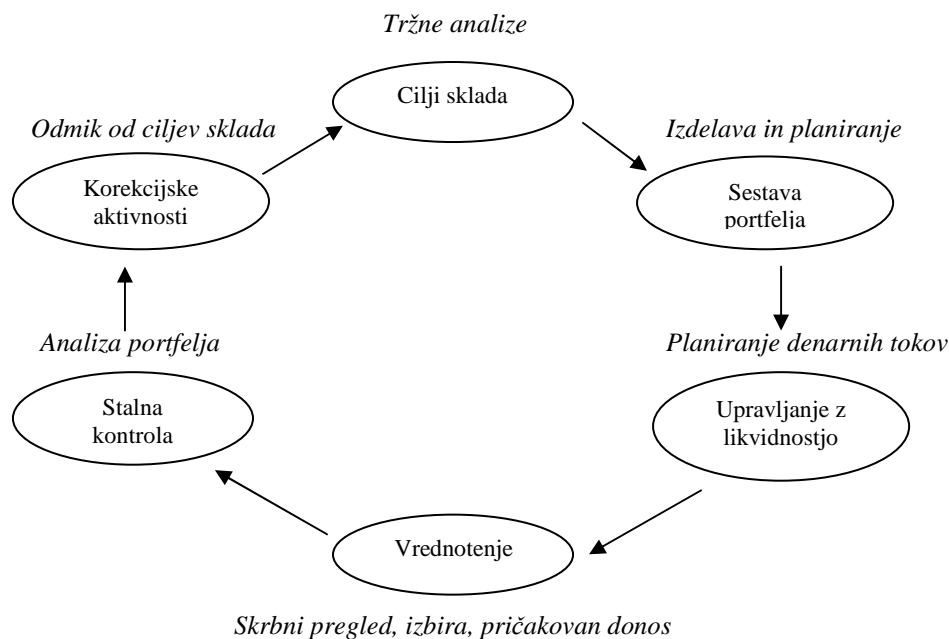 Tržne analize
Cilji sklada
Odmik od ciljev sklada
Izdelava in planiranje
Korekcijske
aktivnosti
Sestava
portfelja
Analiza portfelja
Planiranje denarnih tokov
Stalna
kontrola
Upravljanje z
likvidnostjo
Vrednotenje
Skrbni pregled, izbira, pričakovan donos